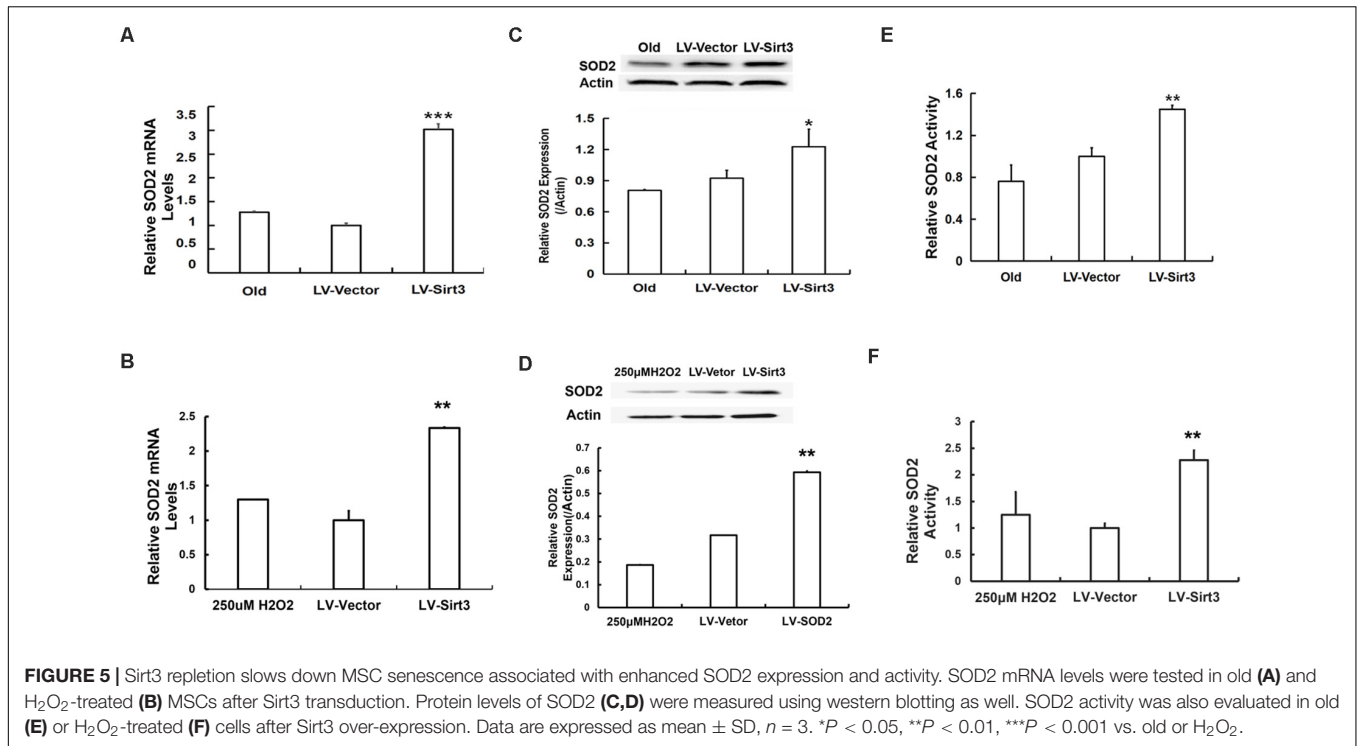 A
Relative SOD2 mRNA
Levels
3.5
3
2.5
2
1.5
1
0.5
0
***
Old LV-Vector LV-Sirt3
C
Old LV-Vector LV-Sirt3
SOD2
Actin
Relative SOD2 Expression
(/Actin)
1.5
1.2
0.9
0.6
0.3
0
*
Old LV-Vector LV-Sirt3
E
Relative SOD2 Activity
1.6
1.2
0.8
0.4
0
**
Old LV-Vector LV-Sirt3
B
Relative SOD2 mRNA
Levels
2.5
2
1.5
1
0.5
0
**
250uM H2O2 LV-Vector LV-Sirt3
D
250μMH2O2 LV-Vetor LV-Sirt3
SOD2
Actin
Relative SOD2
Expression(/Actin)
0.7
0.6
0.5
0.4
0.3
0.2
0.1
0
**
250μMH2O2 LV-Vetor LV-SOD2
F
Relative SOD2
Activity
3
2.5
2
1.5
1
0.5
0
**
250μM H2O2 LV-Vector LV-Sirt3
FIGURE 5 | Sirt3 repletion slows down MSC senescence associated with enhanced SOD2 expression and activity. SOD2 mRNA levels were tested in old (A) and
H₂O₂-treated (B) MSCs after Sirt3 transduction. Protein levels of SOD2 (C,D) were measured using western blotting as well. SOD2 activity was also evaluated in old
(E) or H₂O₂-treated (F) cells after Sirt3 over-expression. Data are expressed as mean ± SD, n = 3. *P < 0.05, **P < 0.01, ***P < 0.001 vs. old or H₂O₂.